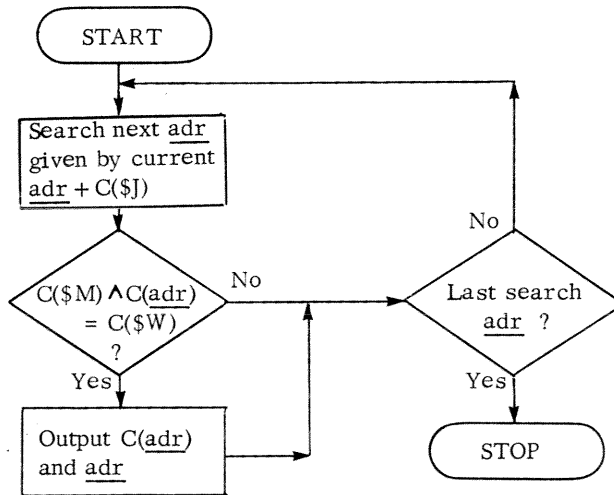 START
Search next adr
given by current
adr + C($J)
No
C($M) ∧ C(adr)
= C($W)
?
No
Last search
adr ?
Yes
Yes
Output C(adr)
and adr
STOP